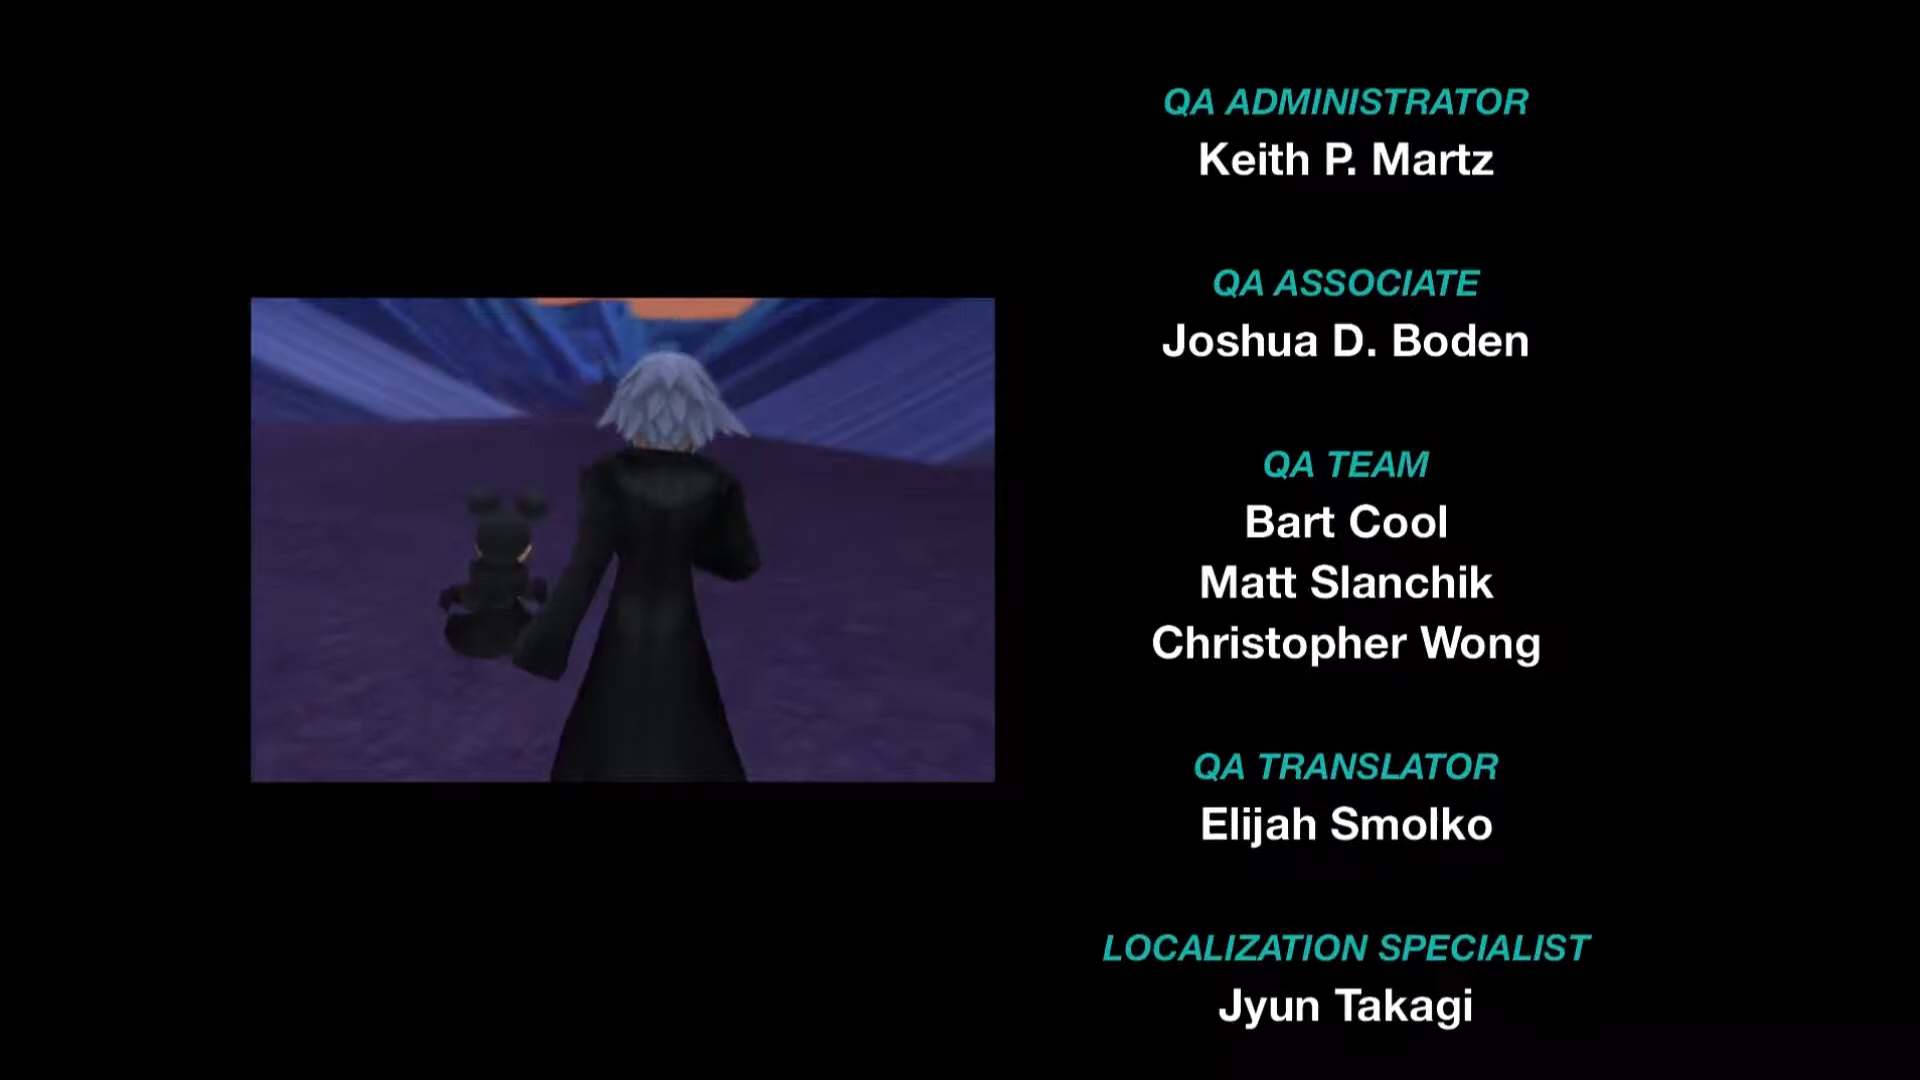 QA ADMINISTRATOR
Keith P. Martz
QA ASSOCIATE
Joshua D. Boden
QA TEAM
Bart Cool
Matt Slanchik
Christopher Wong
QA TRANSLATOR
Elijah Smolko
LOCALIZATION SPECIALIST
Jyun Takagi